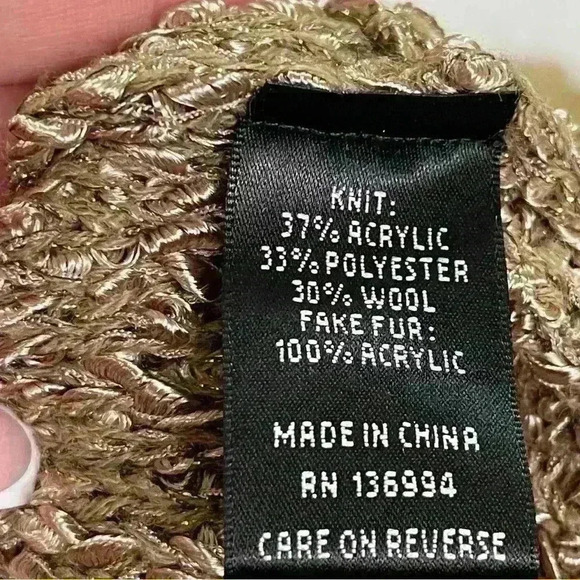 KNIT:
37% ACRYLIC
33% POLYESTER
30% WOOL
FAKE FUR:
100% ACRYLIC
MADE IN CHINA
RN 136994
CARE ON REVERSE